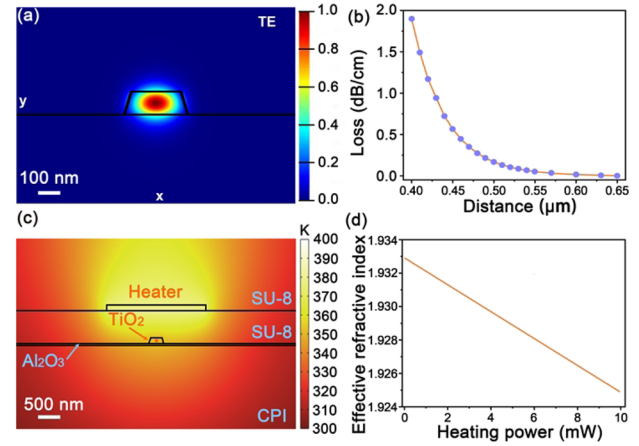 (a)
TE
y
x
100 nm
1.0
0.8
0.6
0.4
0.2
0.0
(b)
Loss (dB/cm)
2.0
1.5
1.0
0.5
0.0
0.40 0.45 0.50 0.55 0.60 0.65
Distance (μm)
(c)
K
Heater
SU-8
TiO₂
SU-8
Al₂O₃
500 nm
CPI
400
390
380
370
360
350
340
330
320
310
300
(d)
Effective refractive index
1.934
1.932
1.930
1.928
1.926
1.924
0 2 4 6 8 10
Heating power (mW)